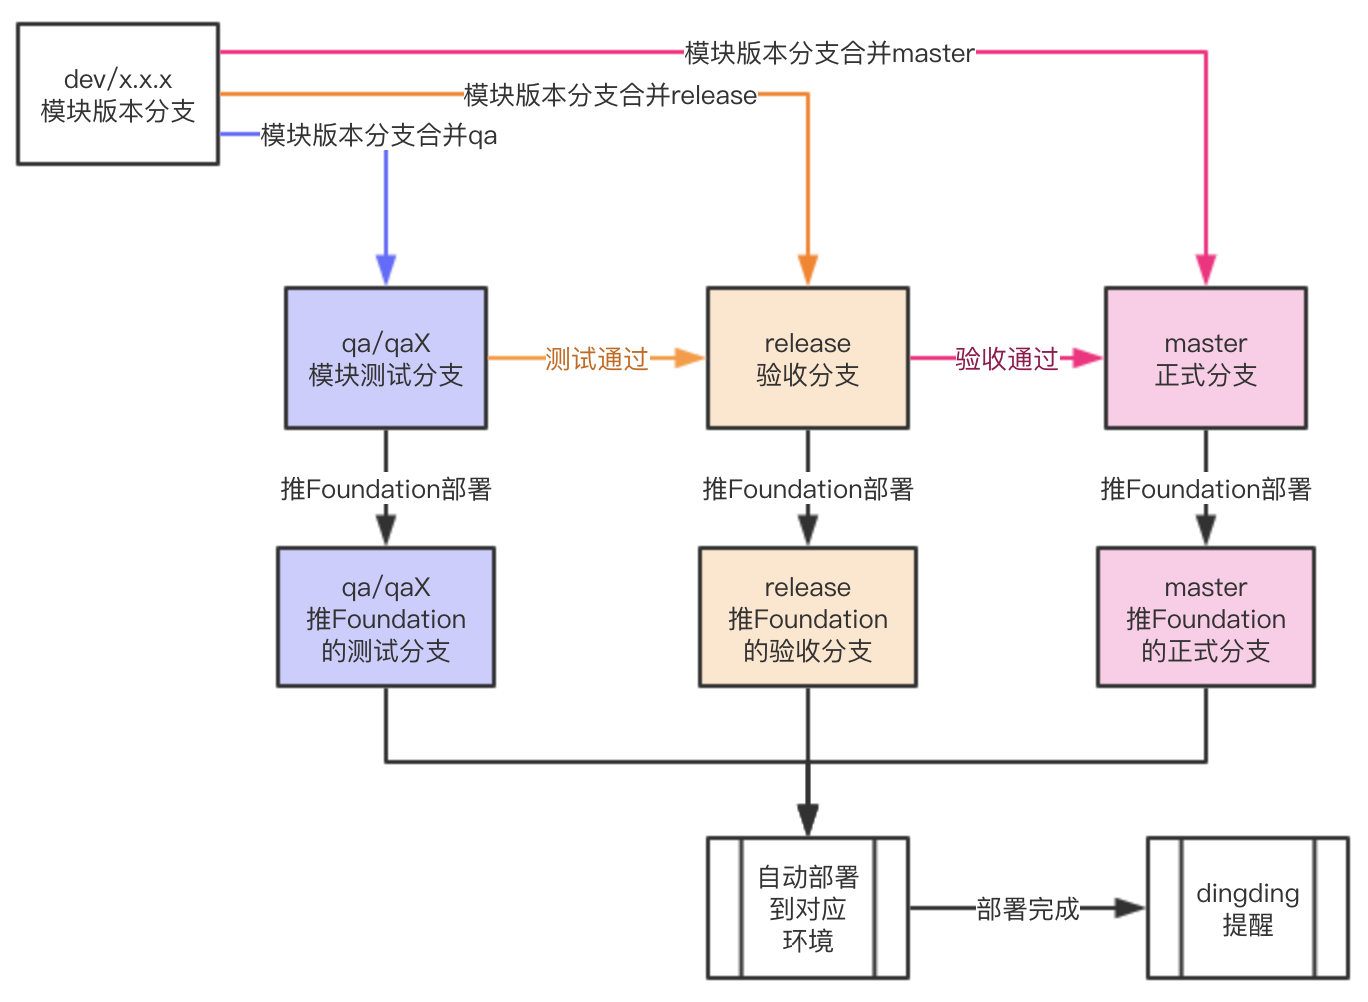 dev/x.x.x
模块版本分支
模块版本分支合并master
模块版本分支合并release
模块版本分支合并qa
qa/qaX
模块测试分支
测试通过
release
验收分支
验收通过
master
正式分支
推Foundation部署
推Foundation部署
推Foundation部署
qa/qaX
推Foundation
的测试分支
release
推Foundation
的验收分支
master
推Foundation
的正式分支
自动部署
到对应
环境
部署完成
dingding
提醒